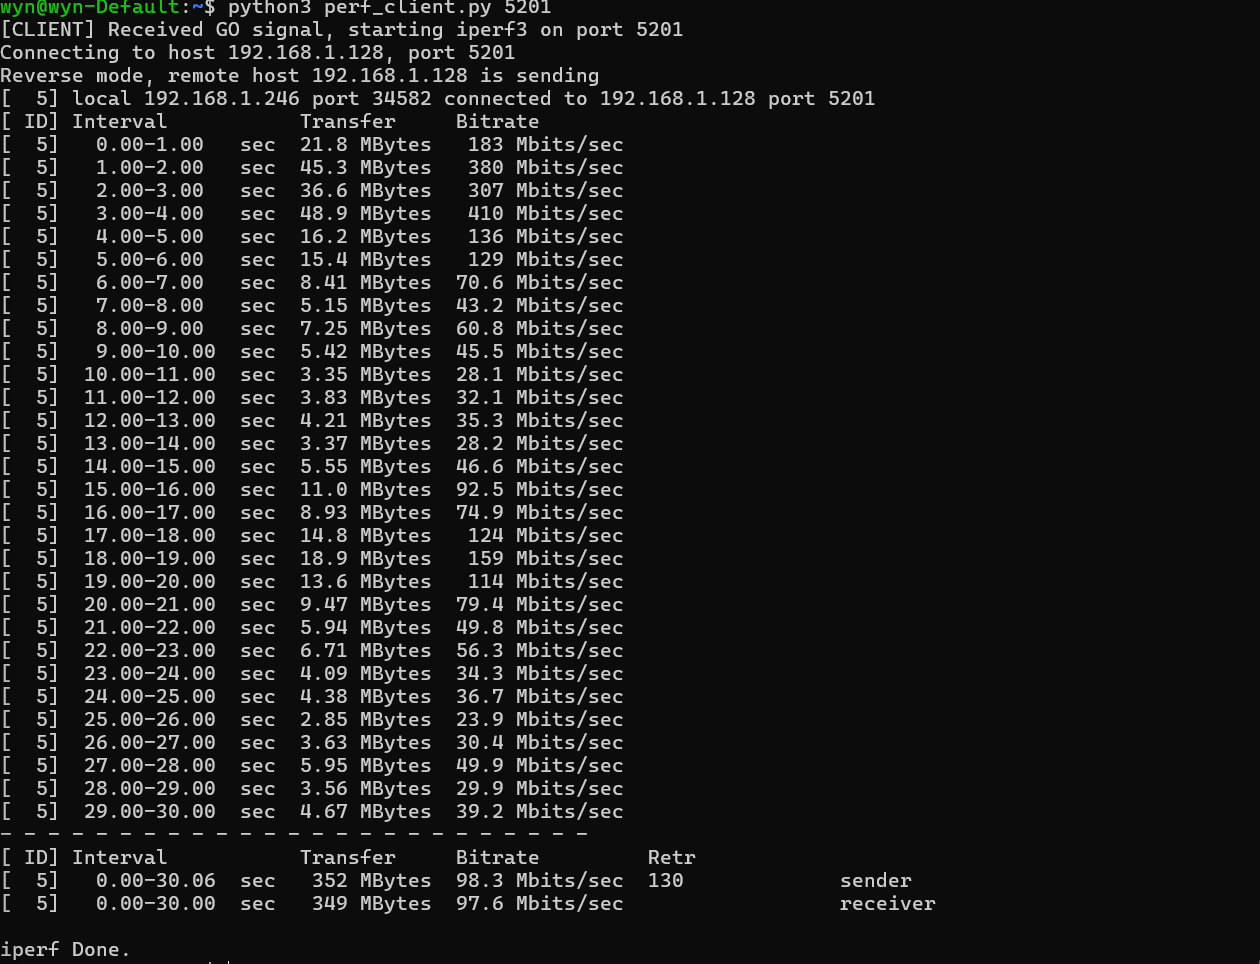 wyn@wyn-Default:~$ python3 perf_client.py 5201
[CLIENT] Received GO signal, starting iperf3 on port 5201
Connecting to host 192.168.1.128, port 5201
Reverse mode, remote host 192.168.1.128 is sending
[  5] local 192.168.1.246 port 34582 connected to 192.168.1.128 port 5201
[ ID] Interval           Transfer     Bitrate
[  5]   0.00-1.00   sec  21.8 MBytes   183 Mbits/sec
[  5]   1.00-2.00   sec  45.3 MBytes   380 Mbits/sec
[  5]   2.00-3.00   sec  36.6 MBytes   307 Mbits/sec
[  5]   3.00-4.00   sec  48.9 MBytes   410 Mbits/sec
[  5]   4.00-5.00   sec  16.2 MBytes   136 Mbits/sec
[  5]   5.00-6.00   sec  15.4 MBytes   129 Mbits/sec
[  5]   6.00-7.00   sec  8.41 MBytes  70.6 Mbits/sec
[  5]   7.00-8.00   sec  5.15 MBytes  43.2 Mbits/sec
[  5]   8.00-9.00   sec  7.25 MBytes  60.8 Mbits/sec
[  5]   9.00-10.00  sec  5.42 MBytes  45.5 Mbits/sec
[  5]  10.00-11.00  sec  3.35 MBytes  28.1 Mbits/sec
[  5]  11.00-12.00  sec  3.83 MBytes  32.1 Mbits/sec
[  5]  12.00-13.00  sec  4.21 MBytes  35.3 Mbits/sec
[  5]  13.00-14.00  sec  3.37 MBytes  28.2 Mbits/sec
[  5]  14.00-15.00  sec  5.55 MBytes  46.6 Mbits/sec
[  5]  15.00-16.00  sec  11.0 MBytes  92.5 Mbits/sec
[  5]  16.00-17.00  sec  8.93 MBytes  74.9 Mbits/sec
[  5]  17.00-18.00  sec  14.8 MBytes   124 Mbits/sec
[  5]  18.00-19.00  sec  18.9 MBytes   159 Mbits/sec
[  5]  19.00-20.00  sec  13.6 MBytes   114 Mbits/sec
[  5]  20.00-21.00  sec  9.47 MBytes  79.4 Mbits/sec
[  5]  21.00-22.00  sec  5.94 MBytes  49.8 Mbits/sec
[  5]  22.00-23.00  sec  6.71 MBytes  56.3 Mbits/sec
[  5]  23.00-24.00  sec  4.09 MBytes  34.3 Mbits/sec
[  5]  24.00-25.00  sec  4.38 MBytes  36.7 Mbits/sec
[  5]  25.00-26.00  sec  2.85 MBytes  23.9 Mbits/sec
[  5]  26.00-27.00  sec  3.63 MBytes  30.4 Mbits/sec
[  5]  27.00-28.00  sec  5.95 MBytes  49.9 Mbits/sec
[  5]  28.00-29.00  sec  3.56 MBytes  29.9 Mbits/sec
[  5]  29.00-30.00  sec  4.67 MBytes  39.2 Mbits/sec
- - - - - - - - - - - - - - - - - - - - - - - - -
[ ID] Interval           Transfer     Bitrate         Retr
[  5]   0.00-30.06  sec   352 MBytes  98.3 Mbits/sec  130             sender
[  5]   0.00-30.00  sec   349 MBytes  97.6 Mbits/sec                  receiver
iperf Done.